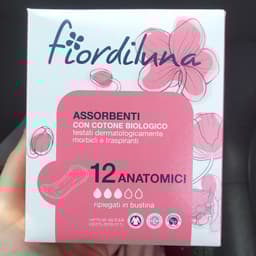 fiordiluna
ASSORBENTI
CON COTONE BIOLOGICO
testati dermatologicamente
morbidi e traspiranti
12 ANATOMICI
ripiegati in bustina